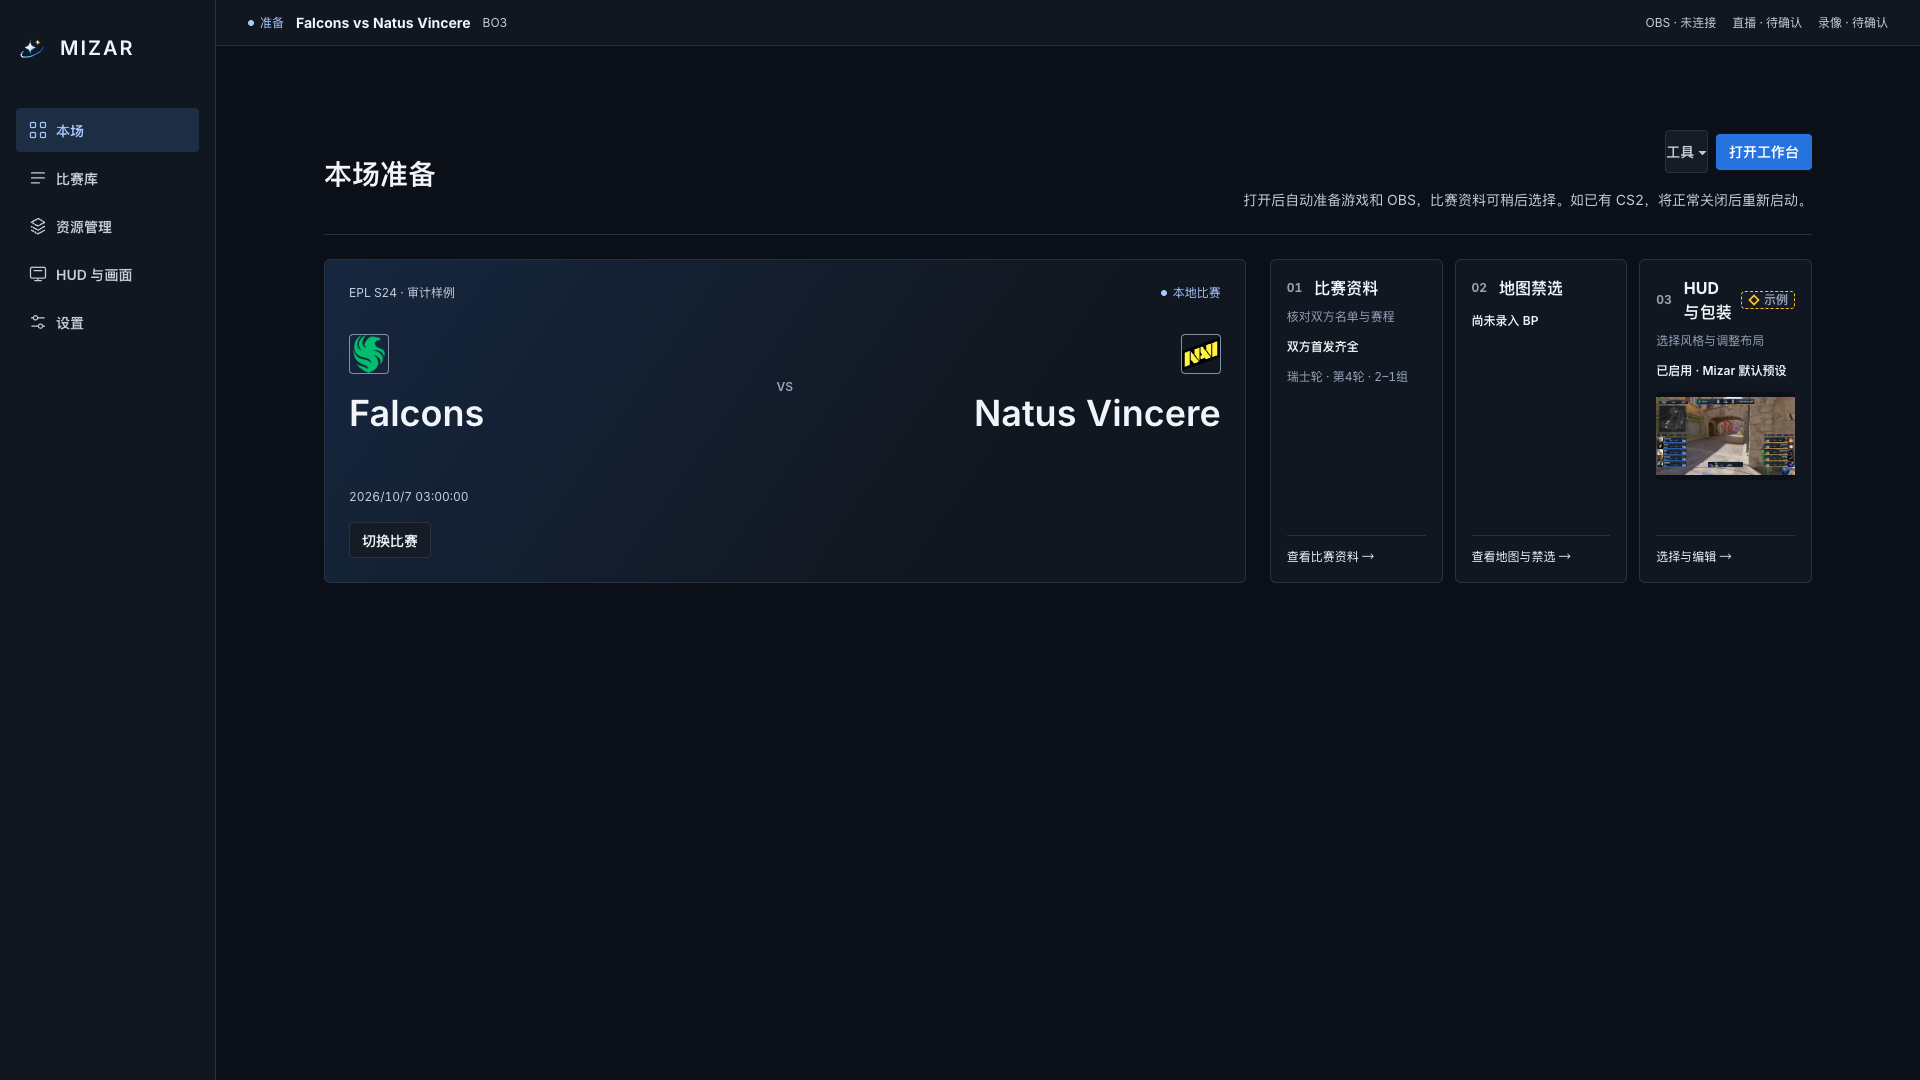 MIZAR
本场
比赛库
资源管理
HUD 与画面
设置
准备 Falcons vs Natus Vincere BO3
OBS · 未连接 直播 · 待确认 录像 · 待确认
本场准备
工具 打开工作台
打开后自动准备游戏和 OBS，比赛资料可稍后选择。如已有 CS2，将正常关闭后重新启动。
EPL S24 · 审计样例
本地比赛
Falcons
VS
NAVI
Natus Vincere
2026/10/7 03:00:00
切换比赛
01 比赛资料
核对双方名单与赛程
双方首发齐全
瑞士轮 · 第4轮 · 2–1组
查看比赛资料 →
02 地图禁选
尚未录入 BP
查看地图与禁选 →
03 HUD 与包装 示例
选择风格与调整布局
已启用 · Mizar 默认预设
选择与编辑 →